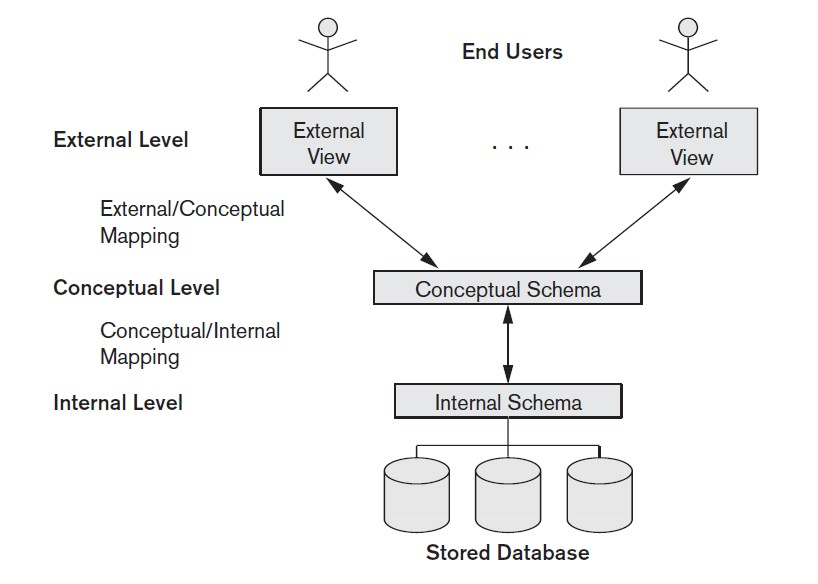 End Users
External Level
External
View
. . .
External
View
External/Conceptual
Mapping
Conceptual Level
Conceptual Schema
Conceptual/Internal
Mapping
Internal Level
Internal Schema
Stored Database